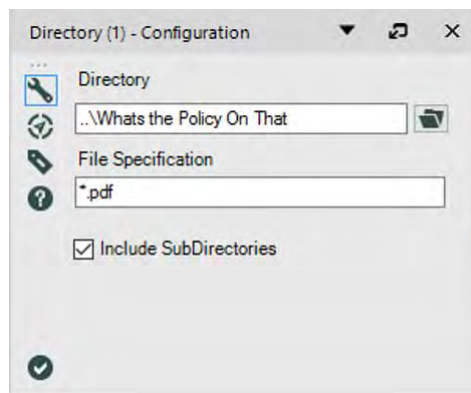 Directory (1) - Configuration
Directory
..\Whats the Policy On That
File Specification
*.pdf
Include SubDirectories